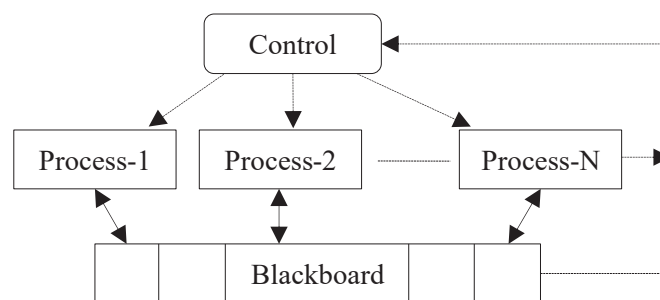 Control
Process-1
Process-2
Process-N
Blackboard